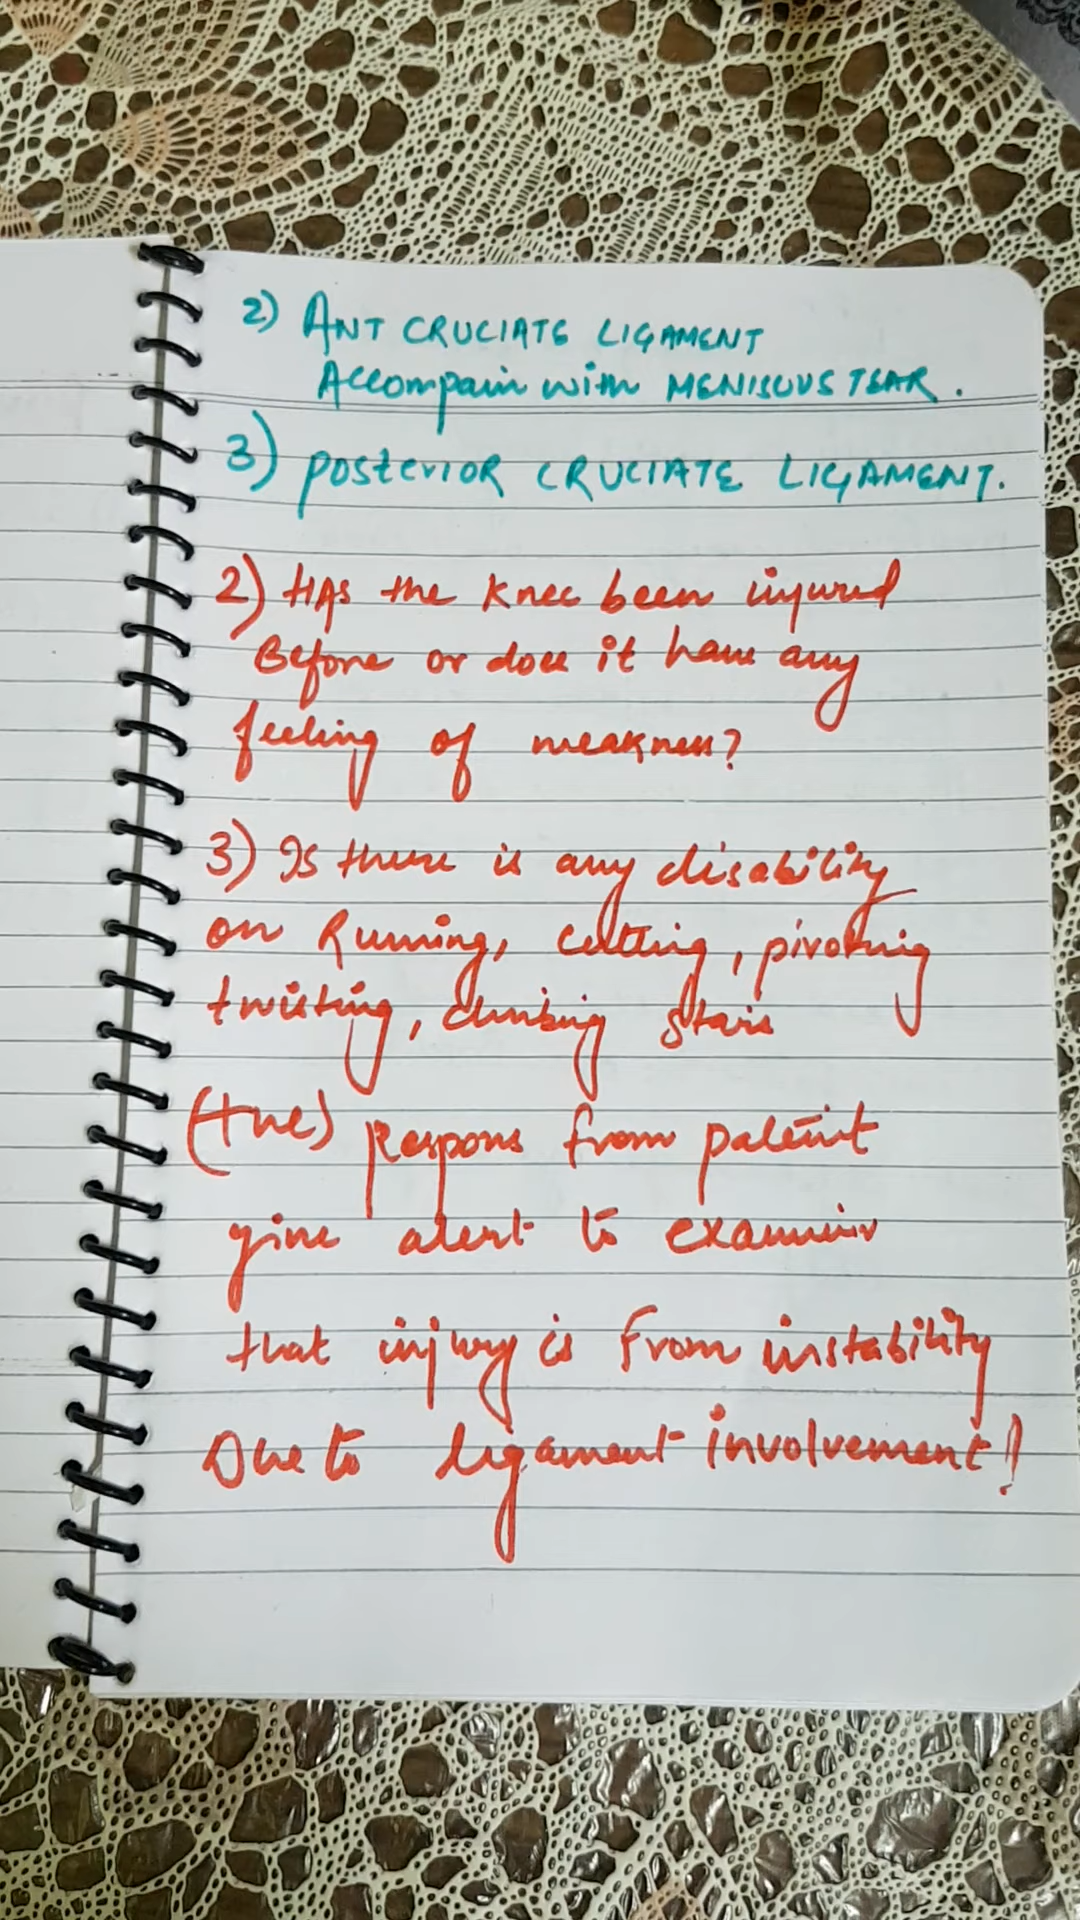 2) ANT CRUCIATE LIGAMENT
Accompain with MENISCUS TEAR.
3) POSTERIOR CRUCIATE LIGAMENT.
2) HAs the Knee been injured
Before or does it have any
feeling of weakness?
3) Is there is any disability
on Running, cutting, pivoting
twisting, climbing stairs
(+ve) Respons from patient
give alert to examiner
that injury is from instability
Due to ligament involvement!